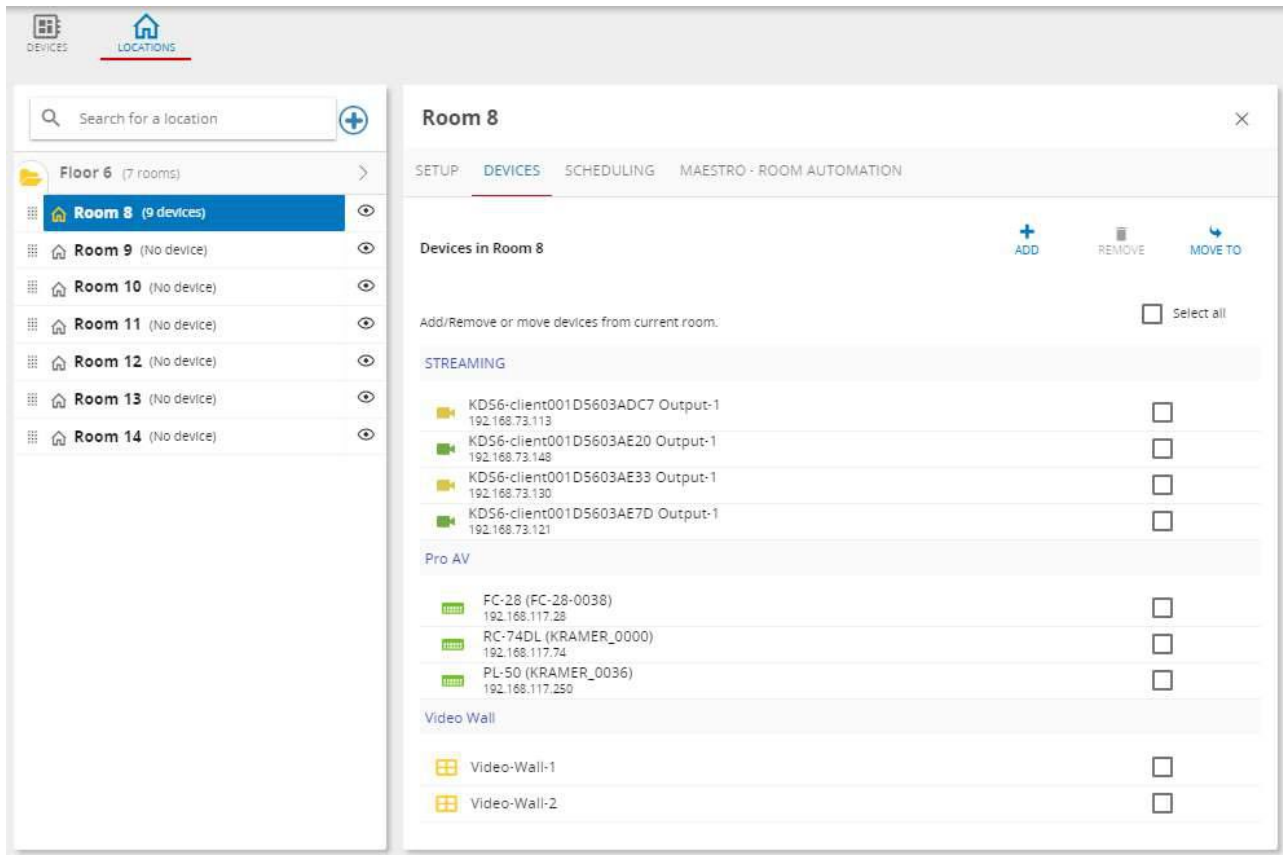 DEVICES
LOCATIONS
Search for a location
Floor 6 (7 rooms)
Room 8 (9 devices)
Room 9 (No device)
Room 10 (No device)
Room 11 (No device)
Room 12 (No device)
Room 13 (No device)
Room 14 (No device)
Room 8
SETUP DEVICES SCHEDULING MAESTRO - ROOM AUTOMATION
Devices in Room 8
ADD REMOVE MOVE TO
Add/Remove or move devices from current room.
Select all
STREAMING
KDS6-client001D5603ADC7 Output-1
192.168.73.113
KDS6-client001D5603AE20 Output-1
192.168.73.148
KDS6-client001D5603AE33 Output-1
192.168.73.130
KDS6-client001D5603AE7D Output-1
192.168.73.121
Pro AV
FC-28 (FC-28-0038)
192.168.117.28
RC-74DL (KRAMER_0000)
192.168.117.74
PL-50 (KRAMER_0036)
192.168.117.250
Video Wall
Video-Wall-1
Video-Wall-2